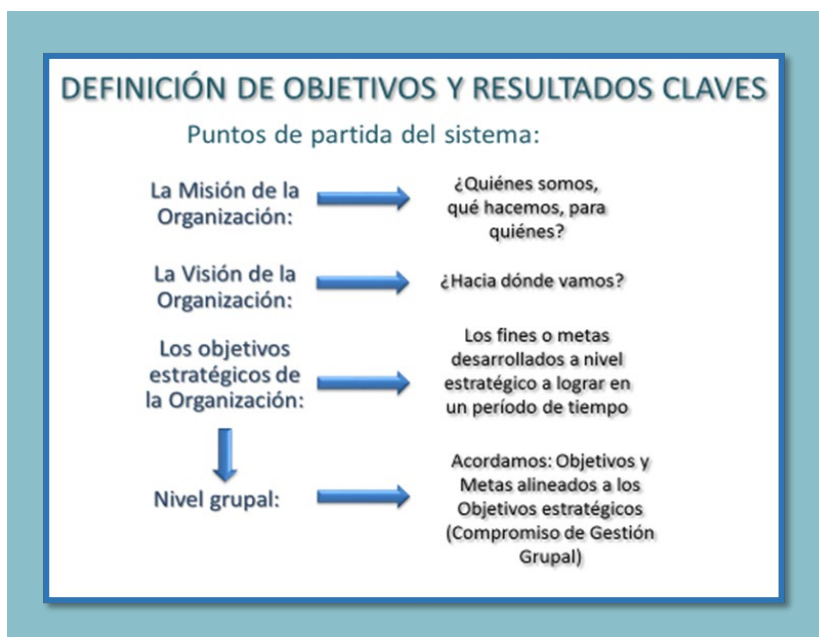 DEFINICIÓN DE OBJETIVOS Y RESULTADOS CLAVES
Puntos de partida del sistema:
La Misión de la
Organización:
¿Quiénes somos,
qué hacemos, para
quiénes?
La Visión de la
Organización:
¿Hacia dónde vamos?
Los objetivos
estratégicos de
la Organización:
Los fines o metas
desarrollados a nivel
estratégico a lograr en
un período de tiempo
Nivel grupal:
Acordamos: Objetivos y
Metas alineados a los
Objetivos estratégicos
(Compromiso de Gestión
Grupal)